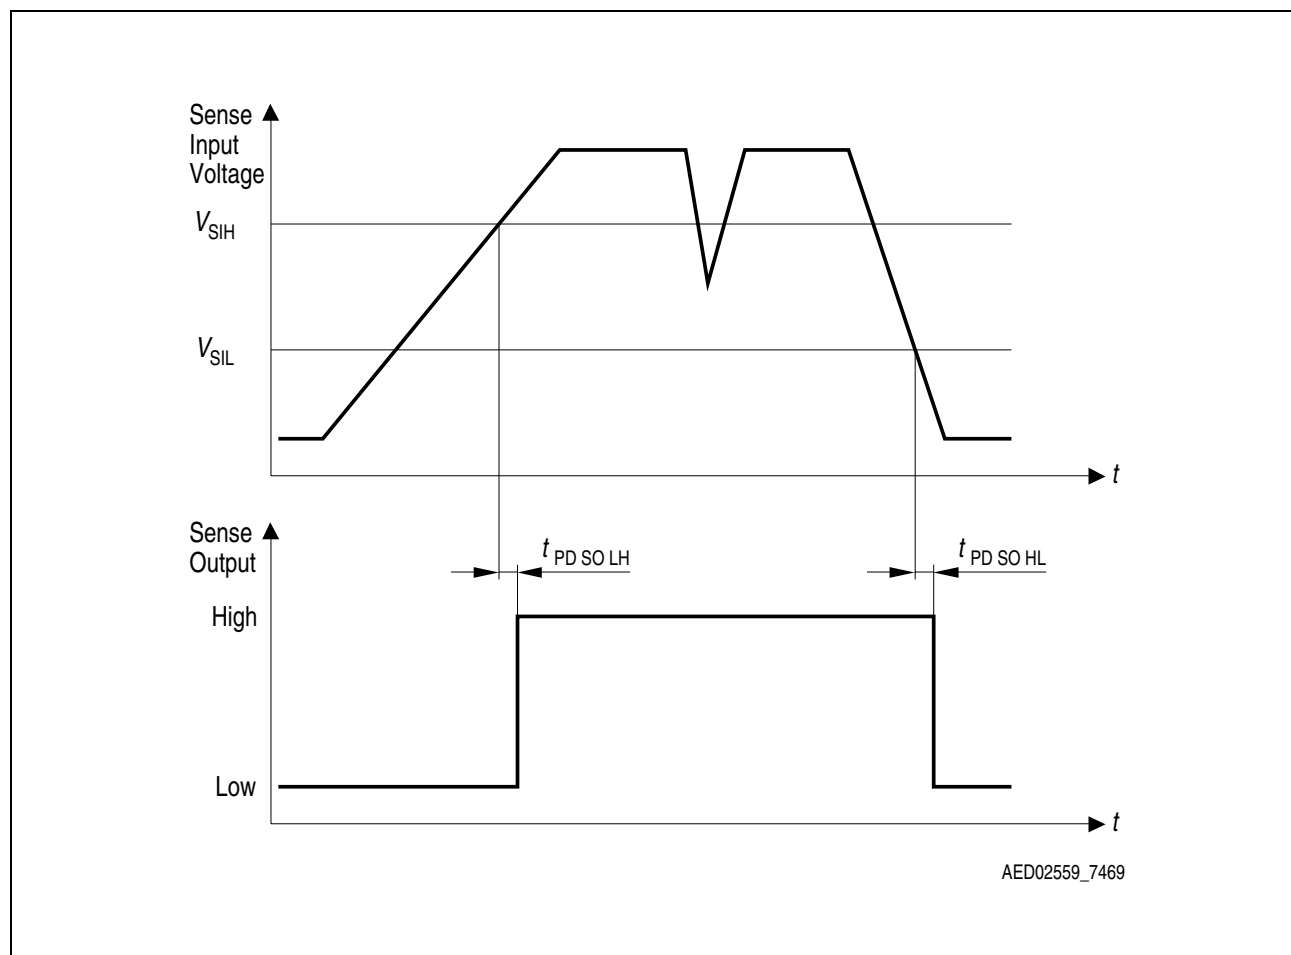 Sense
Input
Voltage
VSIH
VSIL
t
Sense
Output
t PD SO LH
t PD SO HL
High
Low
t
AED02559_7469